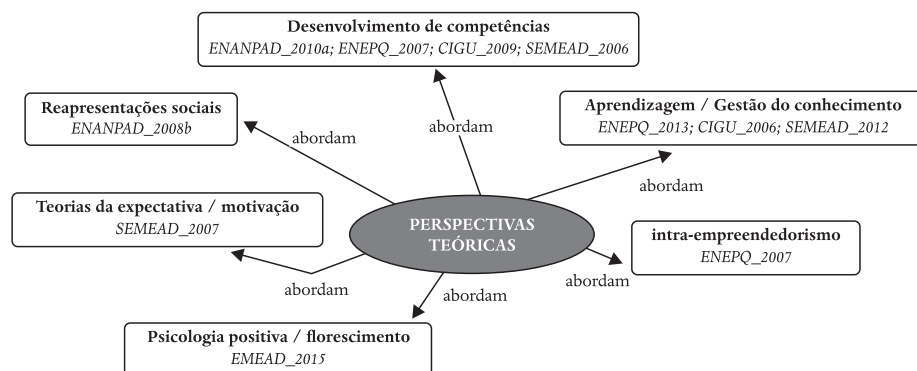 Desenvolvimento de competências
ENANPAD_2010a; ENEPQ_2007; CIGU_2009; SEMEAD_2006
Reapresentações sociais
ENANPAD_2008b
Aprendizagem / Gestão do conhecimento
ENEPQ_2013; CIGU_2006; SEMEAD_2012
abordam
abordam
abordam
Teorias da expectativa / motivação
SEMEAD_2007
PERSPECTIVAS
TEÓRICAS
intra-empreendedorismo
ENEPQ_2007
abordam
abordam
abordam
Psicologia positiva / florescimento
EMEAD_2015